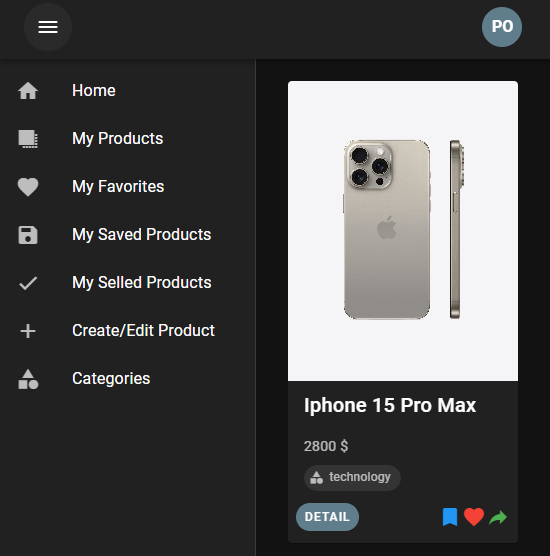 PO
Home
My Products
My Favorites
My Saved Products
My Selled Products
Create/Edit Product
Categories
Iphone 15 Pro Max
2800 $
technology
DETAIL